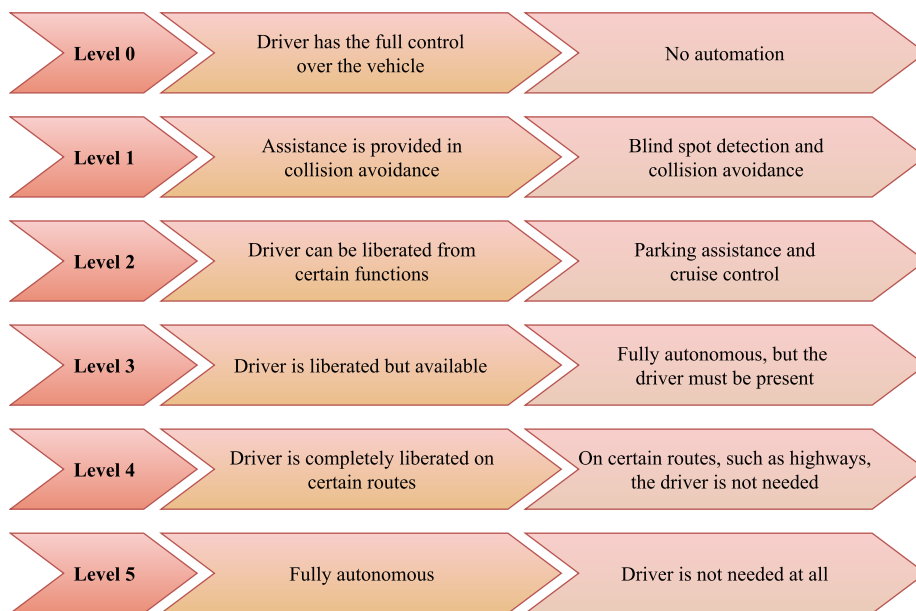 Level 0
Driver has the full control
over the vehicle
No automation
Level 1
Assistance is provided in
collision avoidance
Blind spot detection and
collision avoidance
Level 2
Driver can be liberated from
certain functions
Parking assistance and
cruise control
Level 3
Driver is liberated but available
Fully autonomous, but the
driver must be present
Level 4
Driver is completely liberated on
certain routes
On certain routes, such as highways,
the driver is not needed
Level 5
Fully autonomous
Driver is not needed at all